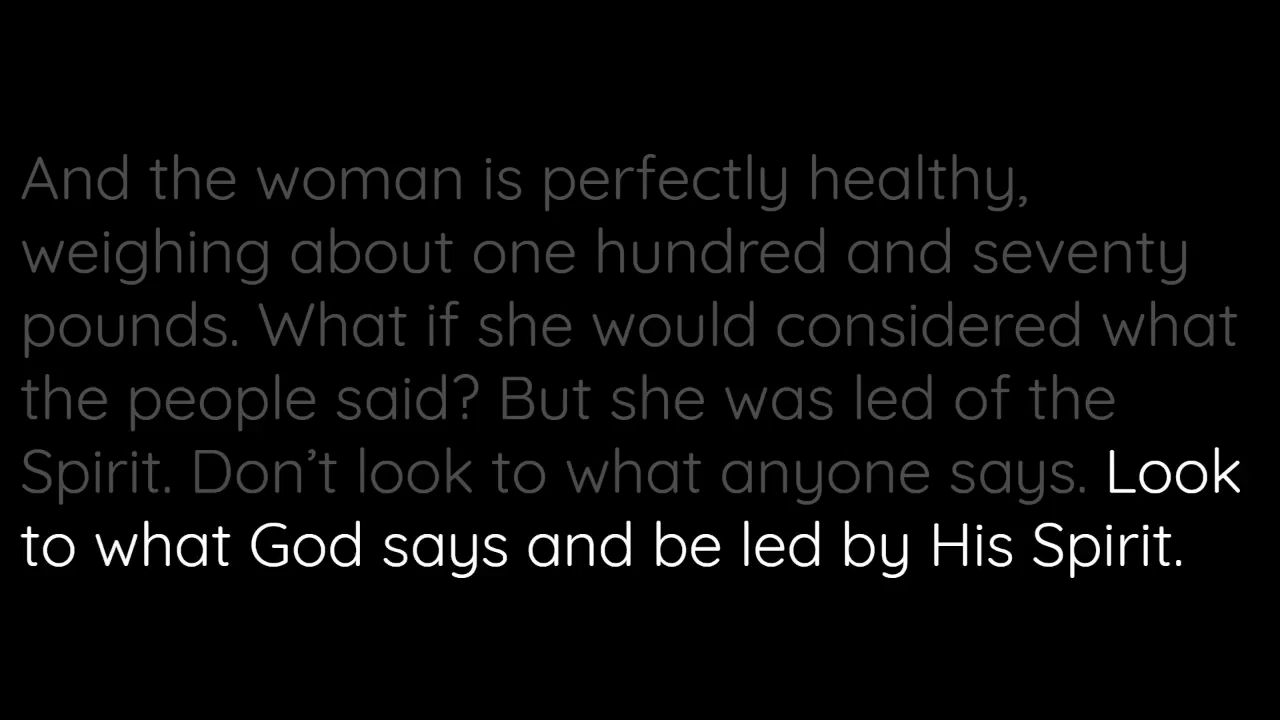 And the woman is perfectly healthy,
weighing about one hundred and seventy
pounds. What if she would considered what
the people said? But she was led of the
Spirit. Don’t look to what anyone says. Look
to what God says and be led by His Spirit.